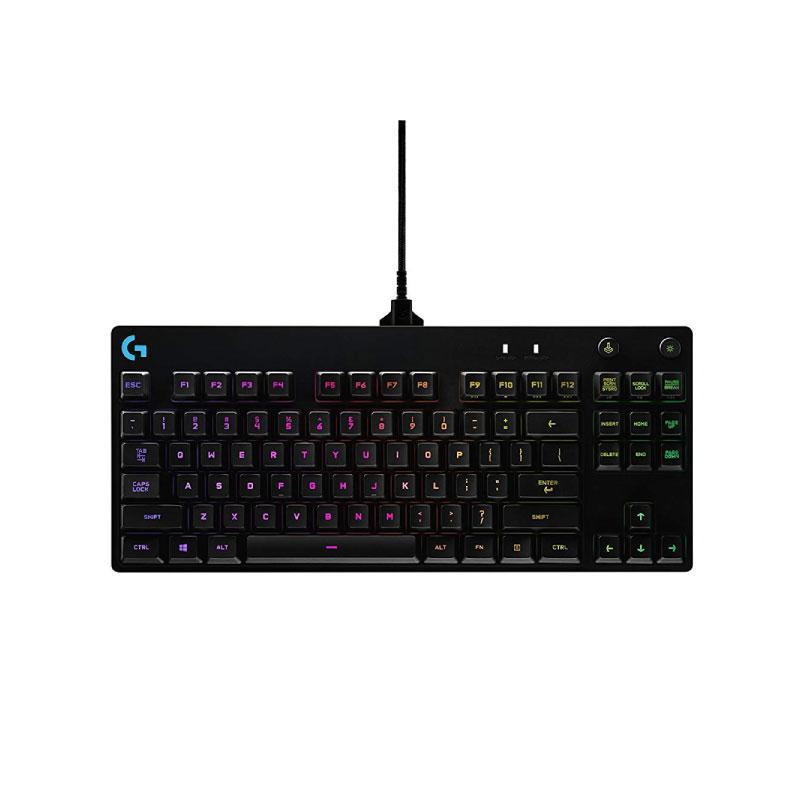 G
ESC F1 F2 F3 F4 F5 F6 F7 F8 F9 F10 F11 F12 PRINT SCRN SYSRQ SCROLL LOCK PAUSE BREAK
~ ! 1 2 3 $ 4 % 5 6 7 8 9 0 - + ← INSERT HOME PAGE UP
TAB Q W E R T Y U I O P { } | DELETE END PAGE DOWN
CAPS LOCK A S D F G H J K L : ; " ENTER
SHIFT Z X C V B N M < > ? / SHIFT ↑
CTRL ALT ALT FN CTRL ← ↓ →